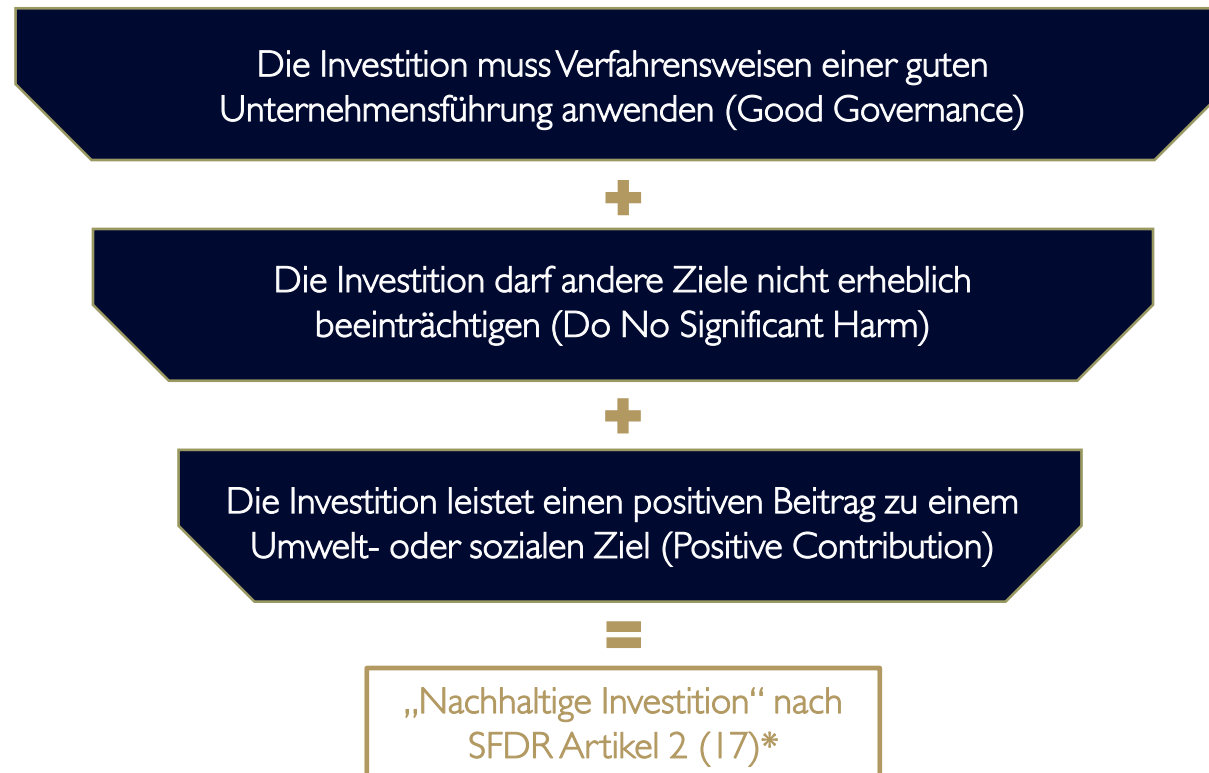 Die Investition muss Verfahrensweisen einer guten
Unternehmensführung anwenden (Good Governance)
+
Die Investition darf andere Ziele nicht erheblich
beeinträchtigen (Do No Significant Harm)
+
Die Investition leistet einen positiven Beitrag zu einem
Umwelt- oder sozialen Ziel (Positive Contribution)
=
„Nachhaltige Investition“ nach
SFDR Artikel 2 (17)*